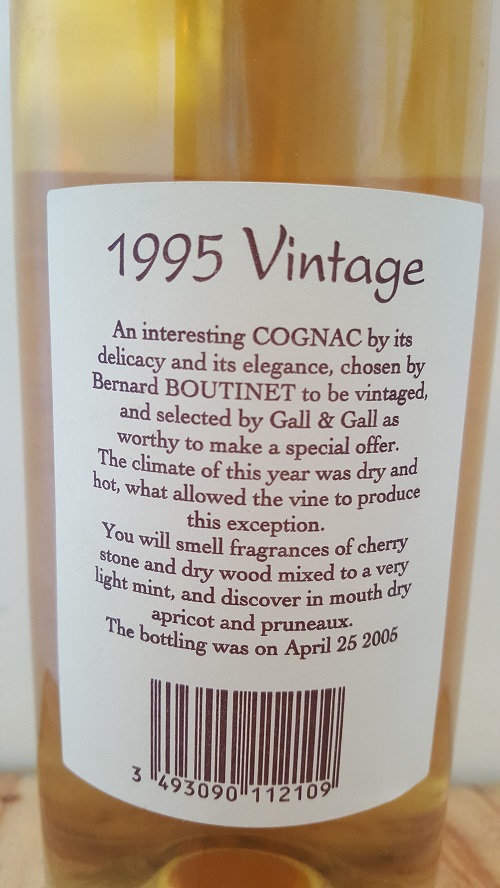 1995 Vintage
An interesting COGNAC by its
delicacy and its elegance, chosen by
Bernard BOUTINET to be vintaged,
and selected by Gall & Gall as
worthy to make a special offer.
The climate of this year was dry and
hot, what allowed the vine to produce
this exception.
You will smell fragrances of cherry
stone and dry wood mixed to a very
light mint, and discover in mouth dry
apricot and pruneaux.
The bottling was on April 25 2005
3 493090 112109